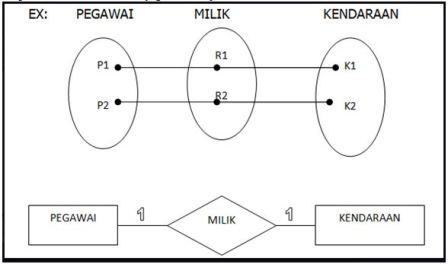 EX: PEGAWAI MILIK KENDARAAN
P1 R1 K1
P2 R2 K2
PEGAWAI 1 MILIK 1 KENDARAAN